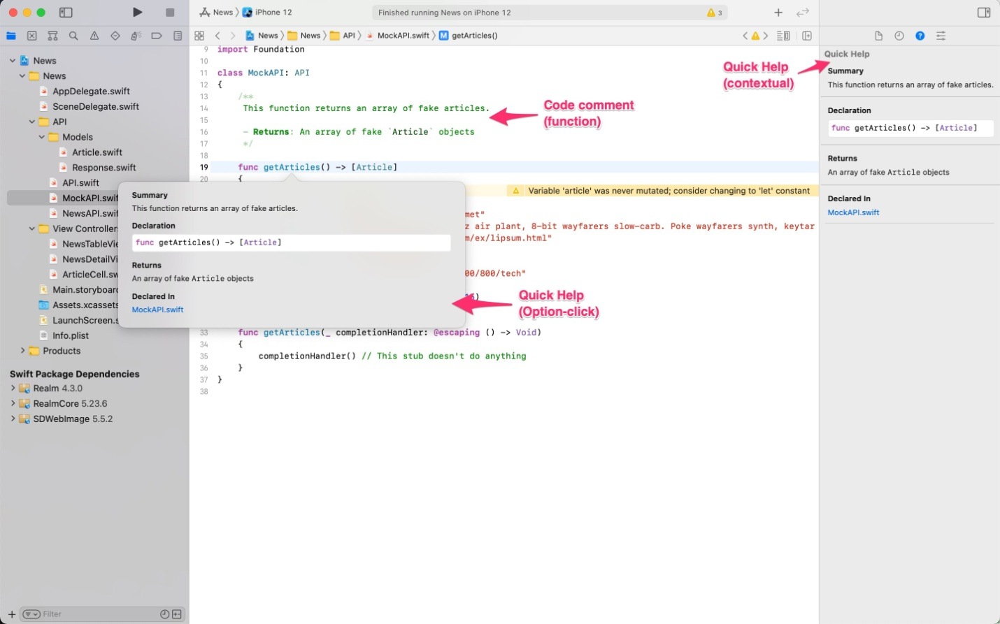 News
iPhone 12
Finished running News on iPhone 12
3
News
News
API
MockAPI.swift
M
getArticles()
News
News
AppDelegate.swift
SceneDelegate.swift
API
Models
Article.swift
Response.swift
API.swift
MockAPI.swif
NewsAPI.swif
View Controller
NewsTableVie
NewsDetailVi
ArticleCell.sw
Main.storyboard
Assets.xcassets
LaunchScreen.s
Info.plist
Products
Swift Package Dependencies
Realm 4.3.0
RealmCore 5.23.6
SDWebImage 5.5.2
Filter
9 import Foundation
10
11 class MockAPI: API
12 {
13 /**
14 This function returns an array of fake articles.
15
16 - Returns: An array of fake `Article` objects
17 */
18
19 func getArticles() -> [Article]
20 {
Variable 'article' was never mutated; consider changing to 'let' constant
met"
z air plant, 8-bit wayfarers slow-carb. Poke wayfarers synth, keytar
m/ex/lipsum.html"
00/800/tech"
)
33 func getArticles(_ completionHandler: @escaping () -> Void)
34 {
35 completionHandler() // This stub doesn't do anything
36 }
37 }
38
Summary
This function returns an array of fake articles.
Declaration
func getArticles() -> [Article]
Returns
An array of fake Article objects
Declared In
MockAPI.swift
Code comment
(function)
Quick Help
(Option-click)
Quick Help
(contextual)
Quick Help
Summary
This function returns an array of fake articles.
Declaration
func getArticles() -> [Article]
Returns
An array of fake Article objects
Declared In
MockAPI.swift